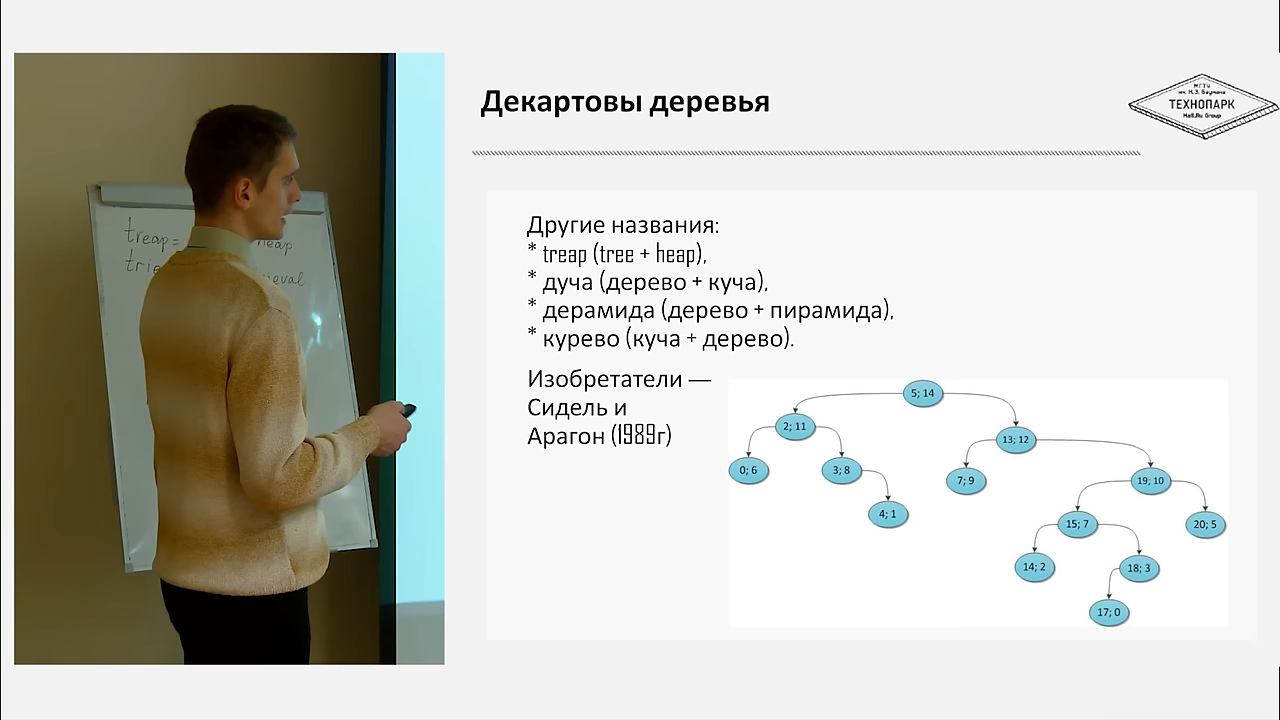 Декартовы деревья
МГТУ
им. Н.Э. Баумана
ТЕХНОПАРК
Mail.Ru Group
treap=
heap
trie
ieval
Другие названия:
* treap (tree + heap),
* дуча (дерево + куча),
* дерамида (дерево + пирамида),
* курево (куча + дерево).
Изобретатели —
Сидель и
Арагон (1989г)
5; 14
2; 11
13; 12
0; 6
3; 8
7; 9
19; 10
4; 1
15; 7
20; 5
14; 2
18; 3
17; 0